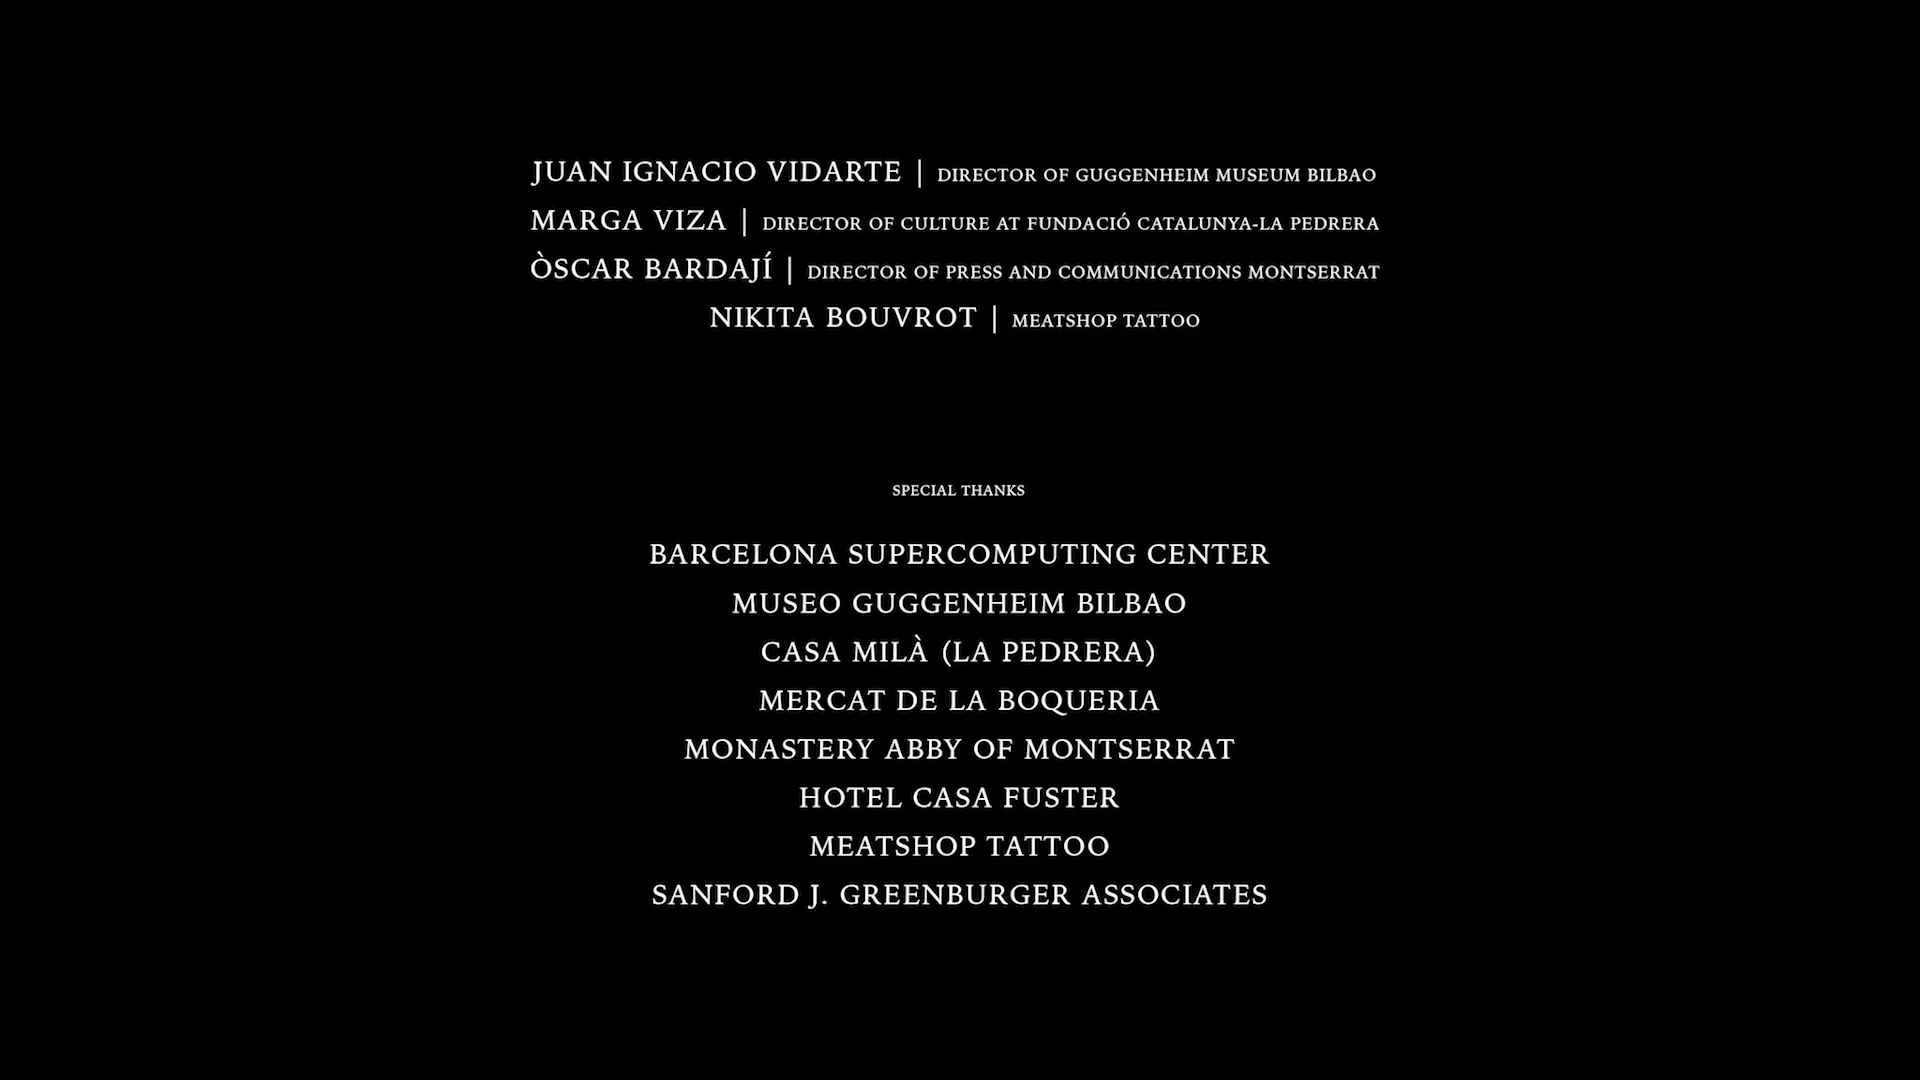 JUAN IGNACIO VIDARTE | DIRECTOR OF GUGGENHEIM MUSEUM BILBAO
MARGA VIZA | DIRECTOR OF CULTURE AT FUNDACIÓ CATALUNYA-LA PEDRERA
ÒSCAR BARDAJÍ | DIRECTOR OF PRESS AND COMMUNICATIONS MONTSERRAT
NIKITA BOUVROT | MEATSHOP TATTOO
SPECIAL THANKS
BARCELONA SUPERCOMPUTING CENTER
MUSEO GUGGENHEIM BILBAO
CASA MILÀ (LA PEDRERA)
MERCAT DE LA BOQUERIA
MONASTERY ABBY OF MONTSERRAT
HOTEL CASA FUSTER
MEATSHOP TATTOO
SANFORD J. GREENBURGER ASSOCIATES